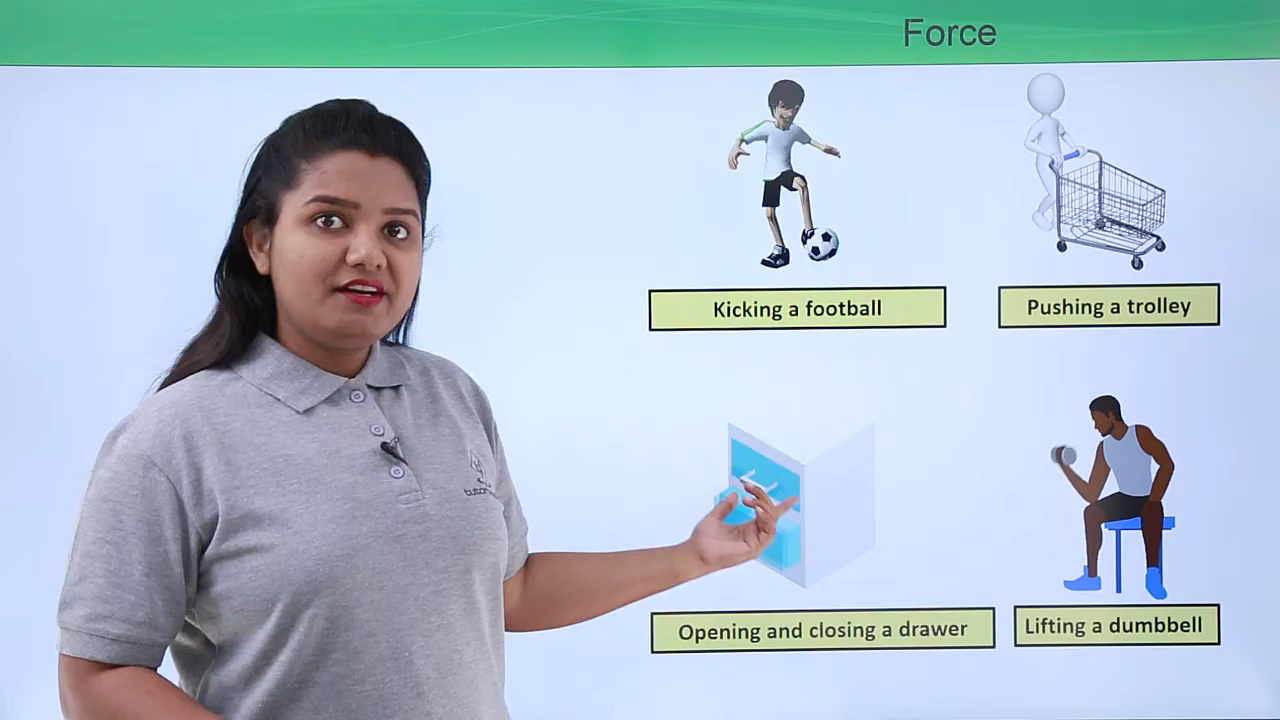 Force
Kicking a football
Pushing a trolley
Opening and closing a drawer
Lifting a dumbbell